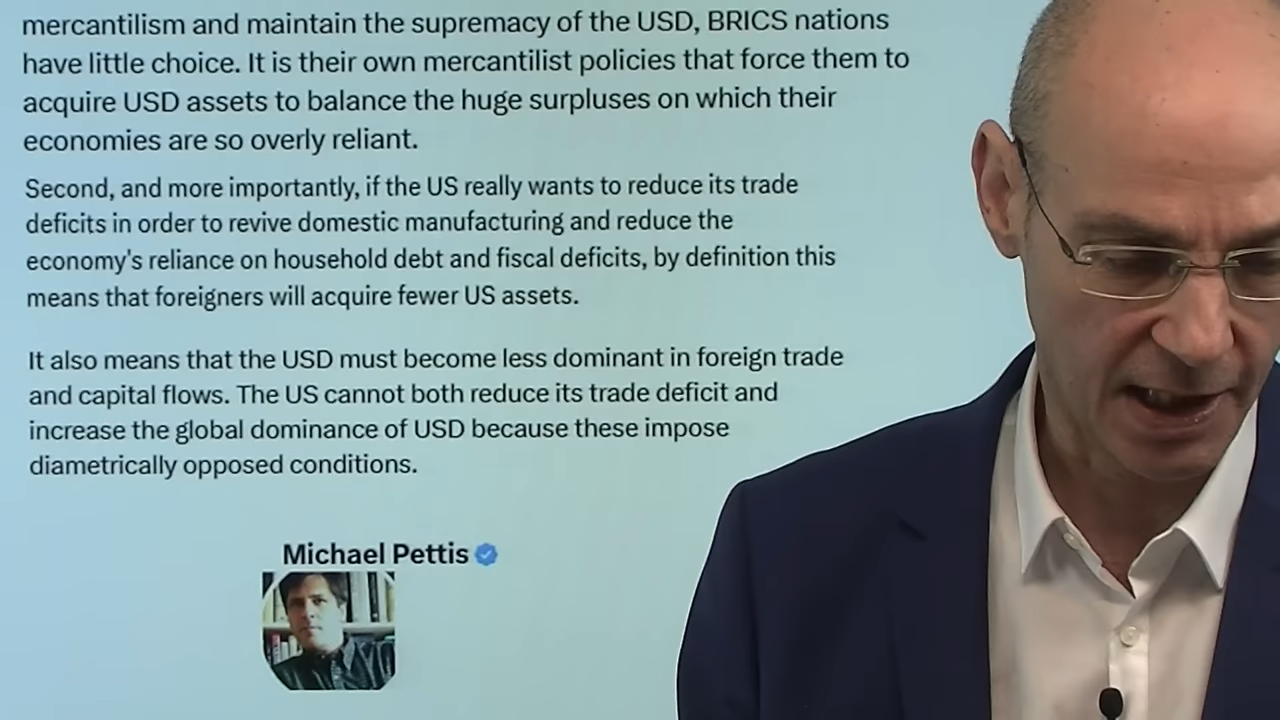 mercantilism and maintain the supremacy of the USD, BRICS nations
have little choice. It is their own mercantilist policies that force them to
acquire USD assets to balance the huge surpluses on which their
economies are so overly reliant.
Second, and more importantly, if the US really wants to reduce its trade
deficits in order to revive domestic manufacturing and reduce the
economy's reliance on household debt and fiscal deficits, by definition this
means that foreigners will acquire fewer US assets.
It also means that the USD must become less dominant in foreign trade
and capital flows. The US cannot both reduce its trade deficit and
increase the global dominance of USD because these impose
diametrically opposed conditions.
Michael Pettis